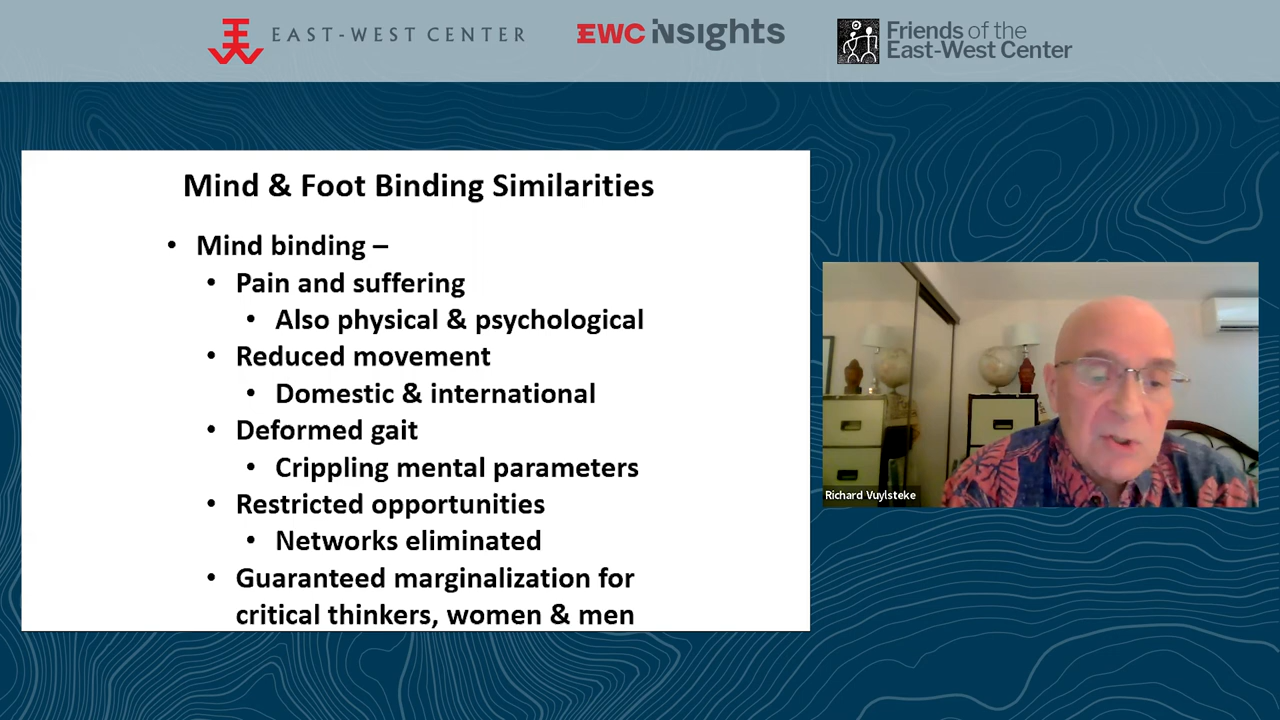 EAST-WEST CENTER
EWC insights
Friends of the
East-West Center
Mind & Foot Binding Similarities
• Mind binding –
• Pain and suffering
• Also physical & psychological
• Reduced movement
• Domestic & international
• Deformed gait
• Crippling mental parameters
• Restricted opportunities
• Networks eliminated
• Guaranteed marginalization for
critical thinkers, women & men
Richard Vuylsteke